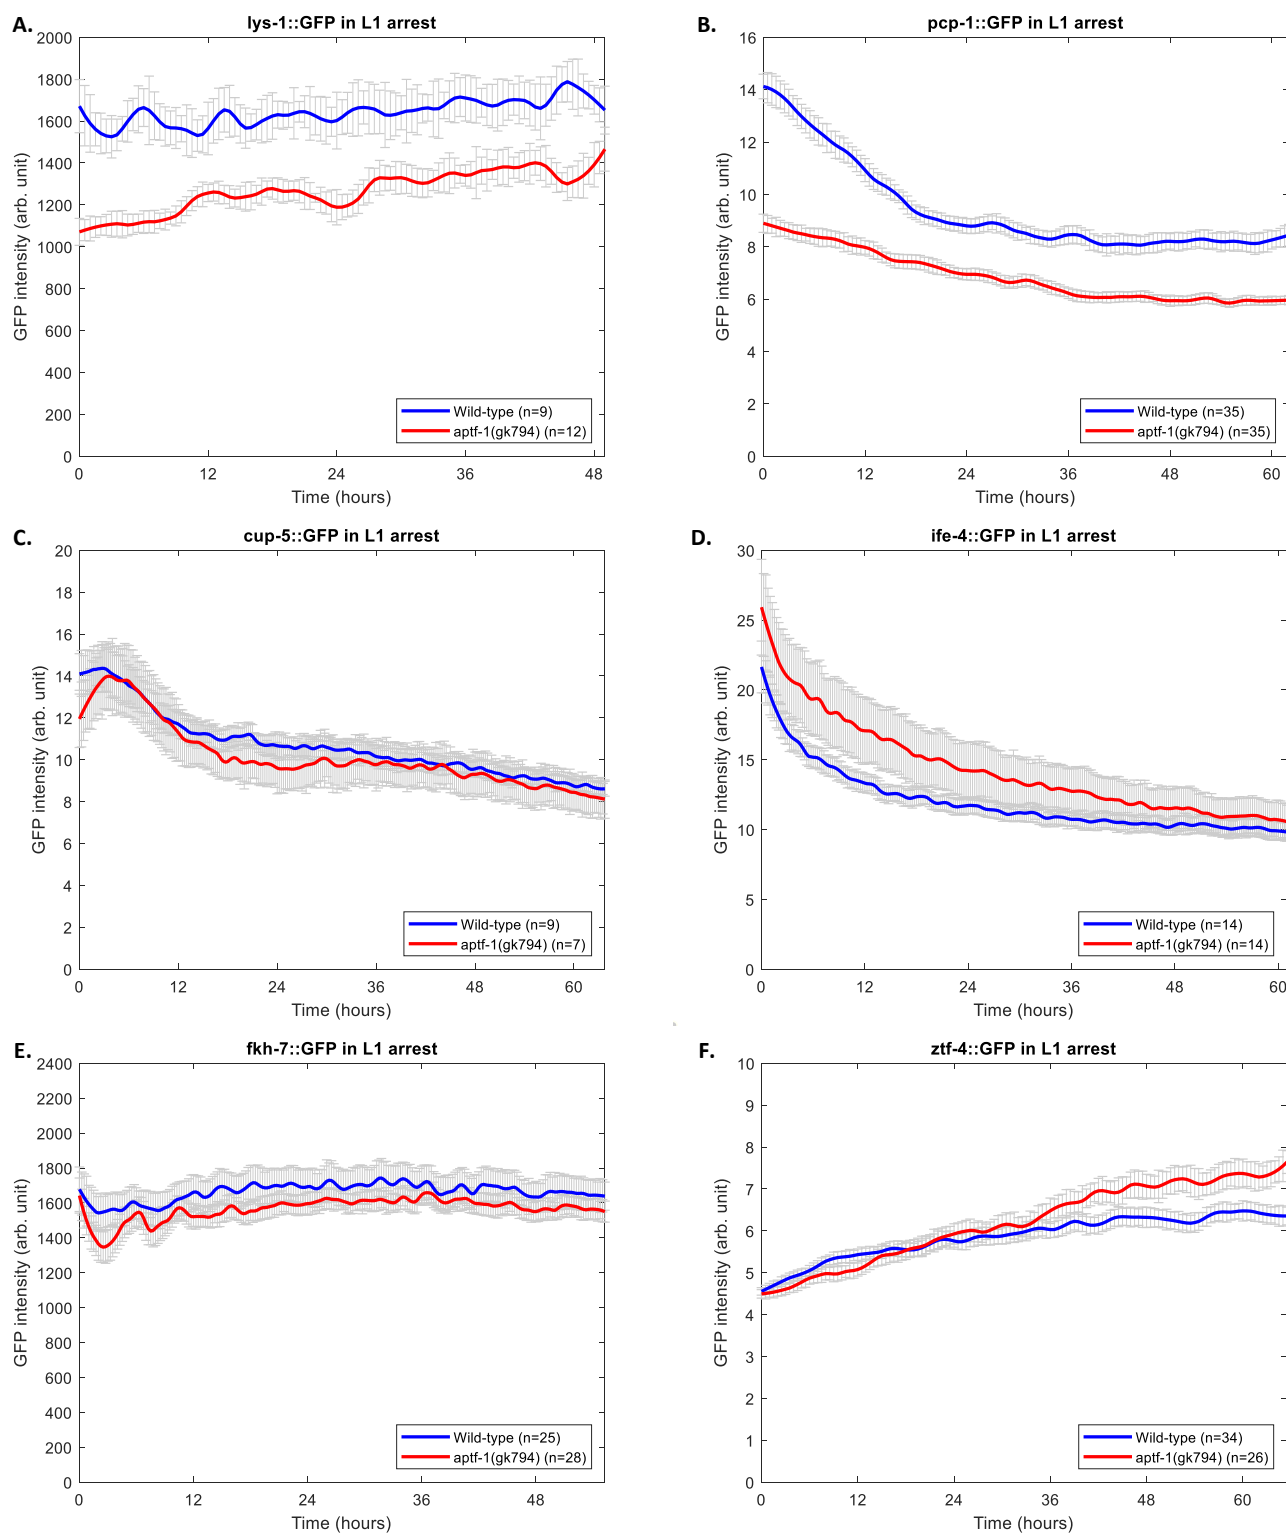 A.
lys-1::GFP in L1 arrest
2000
1800
1600
1400
1200
1000
800
600
400
200
0
GFP intensity (arb. unit)
0 12 24 36 48
Time (hours)
Wild-type (n=9)
aptf-1(gk794) (n=12)
B.
pcp-1::GFP in L1 arrest
16
14
12
10
8
6
4
2
0
GFP intensity (arb. unit)
0 12 24 36 48 60
Time (hours)
Wild-type (n=35)
aptf-1(gk794) (n=35)
C.
cup-5::GFP in L1 arrest
20
18
16
14
12
10
8
6
4
2
0
GFP intensity (arb. unit)
0 12 24 36 48 60
Time (hours)
Wild-type (n=9)
aptf-1(gk794) (n=7)
D.
ife-4::GFP in L1 arrest
30
25
20
15
10
5
0
GFP intensity (arb. unit)
0 12 24 36 48 60
Time (hours)
Wild-type (n=14)
aptf-1(gk794) (n=14)
E.
fkh-7::GFP in L1 arrest
2400
2200
2000
1800
1600
1400
1200
1000
800
600
400
200
0
GFP intensity (arb. unit)
0 12 24 36 48
Time (hours)
Wild-type (n=25)
aptf-1(gk794) (n=28)
F.
ztf-4::GFP in L1 arrest
10
9
8
7
6
5
4
3
2
1
0
GFP intensity (arb. unit)
0 12 24 36 48 60
Time (hours)
Wild-type (n=34)
aptf-1(gk794) (n=26)